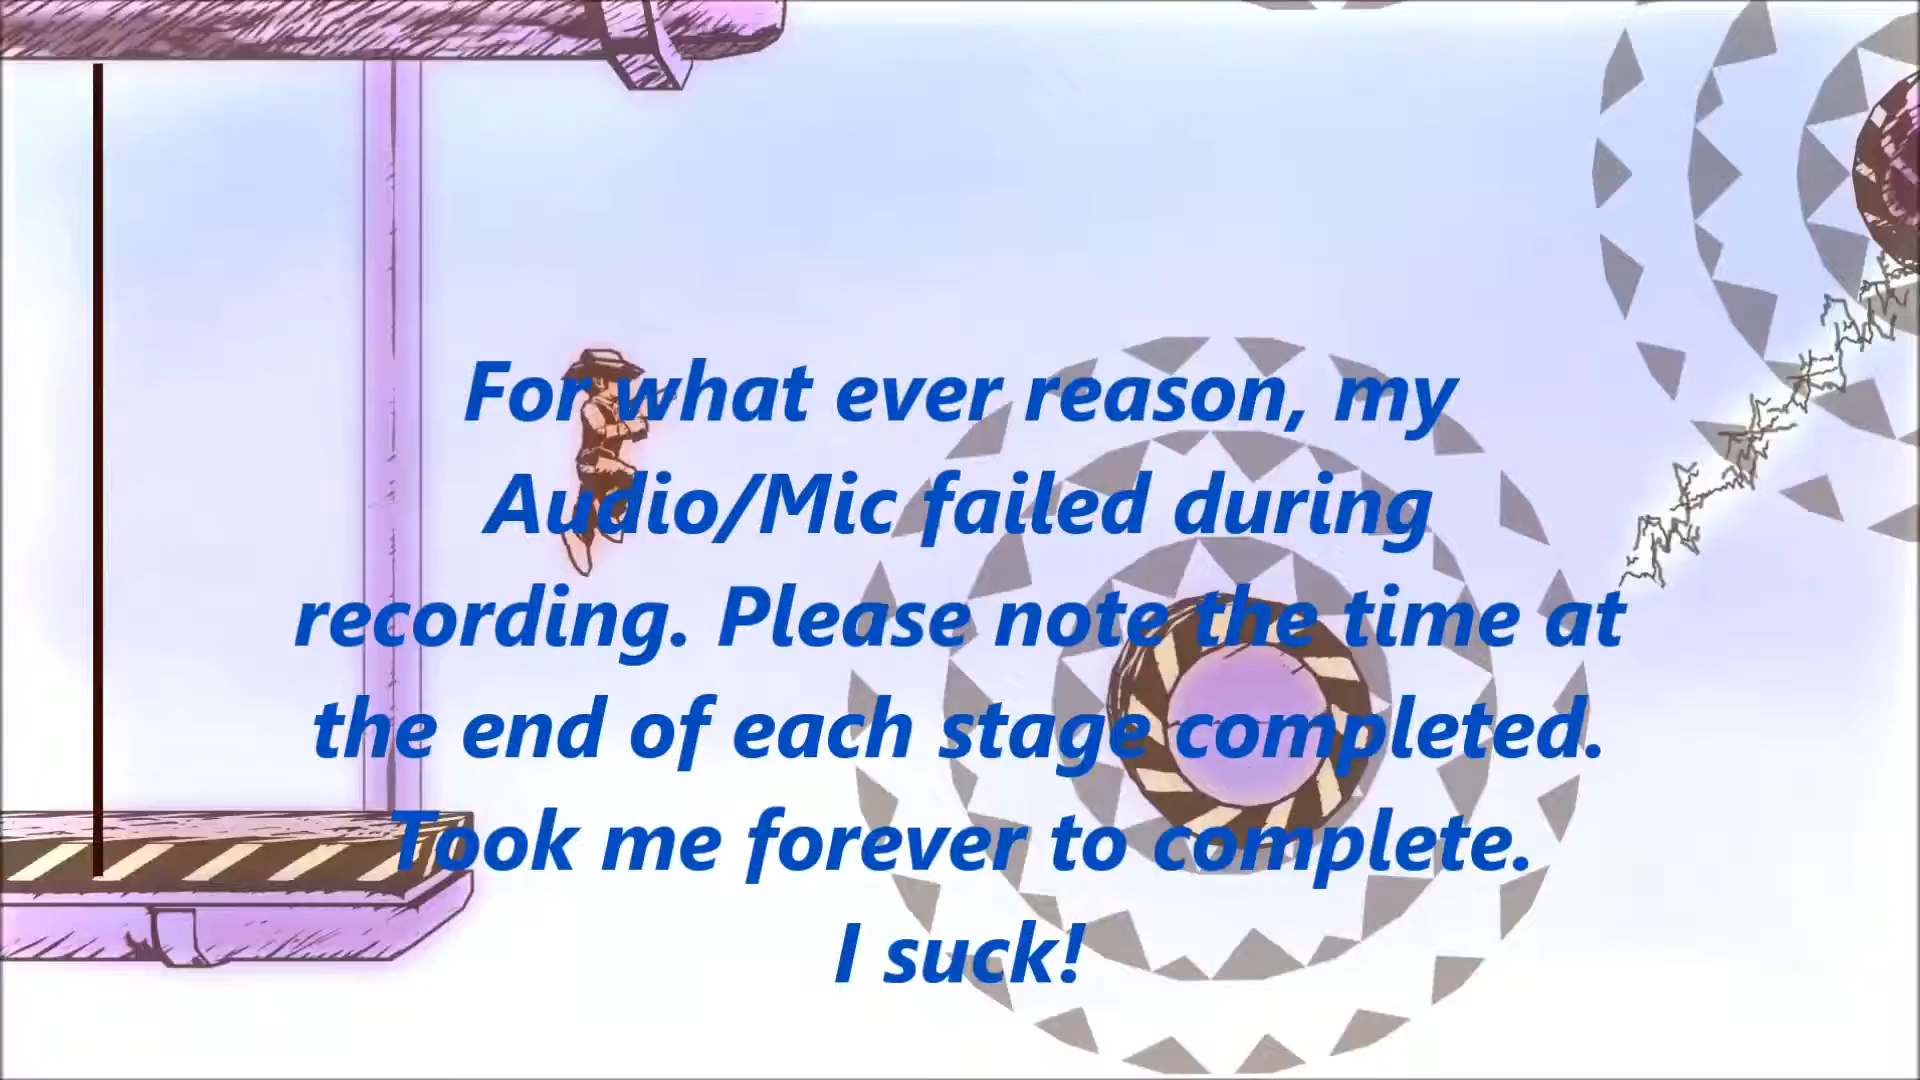 For what ever reason, my
Audio/Mic failed during
recording. Please note the time at
the end of each stage completed.
Took me forever to complete.
I suck!